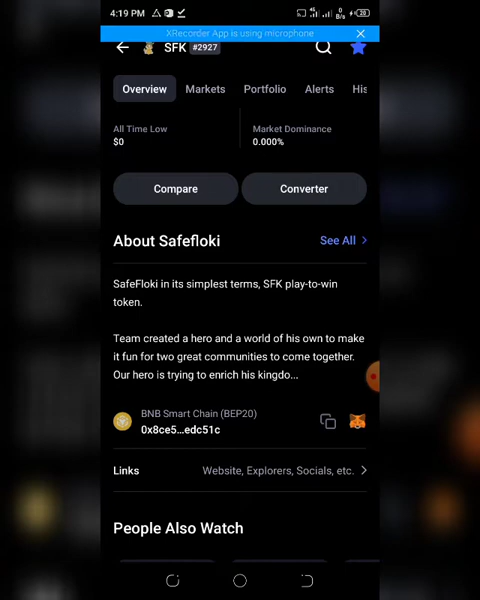 4:19 PM
0
B/s
20
XRecorder App is using microphone
SFK #2927
Overview Markets Portfolio Alerts His
All Time Low
$0
Market Dominance
0.000%
Compare
Converter
About Safefloki
See All
SafeFloki in its simplest terms, SFK play-to-win
token.
Team created a hero and a world of his own to make
it fun for two great communities to come together.
Our hero is trying to enrich his kingdo...
BNB Smart Chain (BEP20)
0x8ce5...edc51c
Links
Website, Explorers, Socials, etc.
People Also Watch